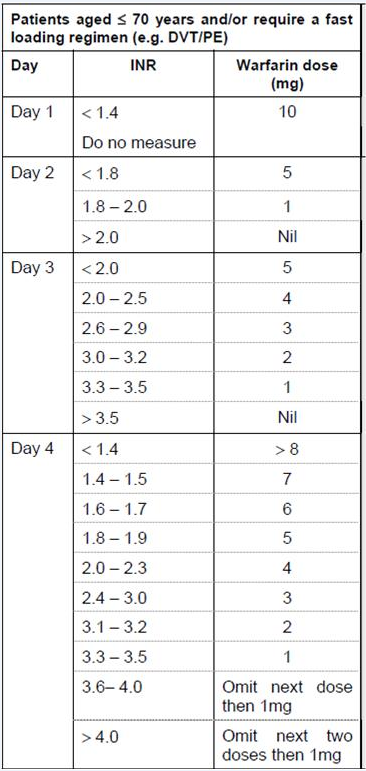 Patients aged ≤ 70 years and/or require a fast
loading regimen (e.g. DVT/PE)
Day INR Warfarin dose
(mg)
Day 1 < 1.4 10
Do no measure
Day 2 < 1.8 5
1.8 – 2.0 1
> 2.0 Nil
Day 3 < 2.0 5
2.0 – 2.5 4
2.6 – 2.9 3
3.0 – 3.2 2
3.3 – 3.5 1
> 3.5 Nil
Day 4 < 1.4 > 8
1.4 – 1.5 7
1.6 – 1.7 6
1.8 – 1.9 5
2.0 – 2.3 4
2.4 – 3.0 3
3.1 – 3.2 2
3.3 – 3.5 1
3.6– 4.0 Omit next dose
then 1mg
> 4.0 Omit next two
doses then 1mg